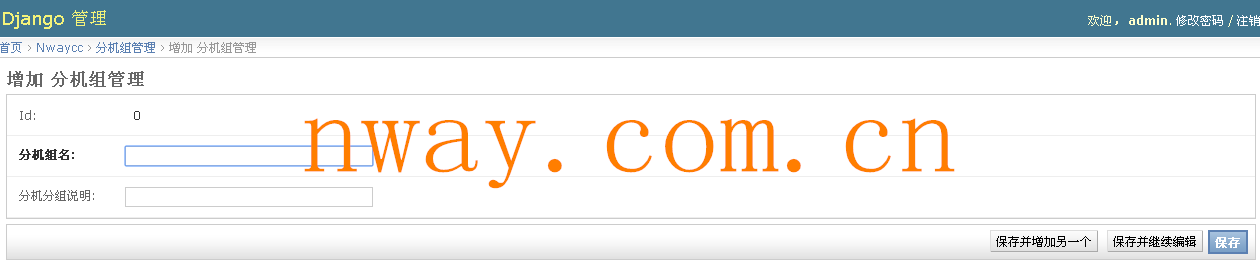 Django 管理
欢迎， admin. 修改密码 / 注销
首页 › Nwaycc › 分机组管理 › 增加 分机组管理
增加 分机组管理
Id: 0
分机组名:
nway.com.cn
分机分组说明:
保存并增加另一个 保存并继续编辑 保存